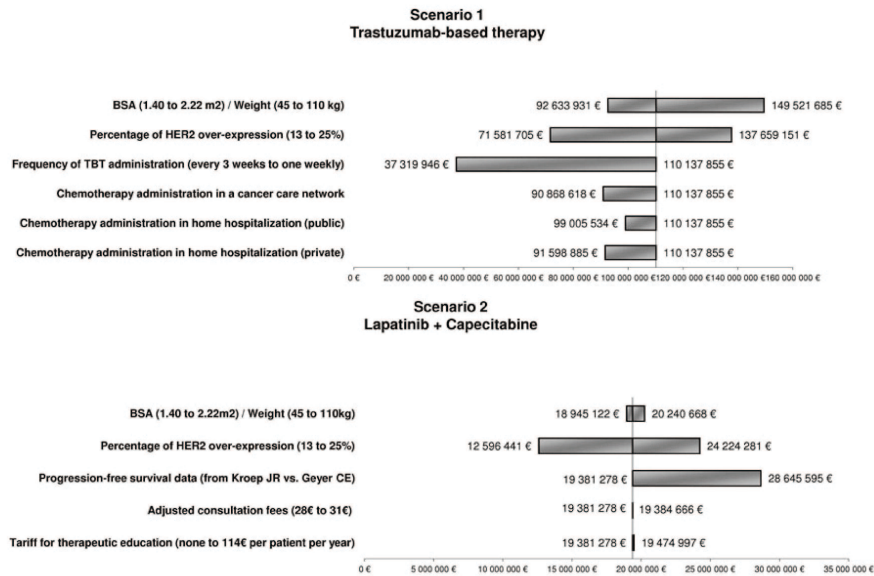 Scenario 1
Trastuzumab-based therapy
BSA (1.40 to 2.22 m2) / Weight (45 to 110 kg) 92 633 931 € 149 521 685 €
Percentage of HER2 over-expression (13 to 25%) 71 581 705 € 137 659 151 €
Frequency of TBT administration (every 3 weeks to one weekly) 37 319 946 € 110 137 855 €
Chemotherapy administration in a cancer care network 90 868 618 € 110 137 855 €
Chemotherapy administration in home hospitalization (public) 99 005 534 € 110 137 855 €
Chemotherapy administration in home hospitalization (private) 91 598 885 € 110 137 855 €
0 € 20 000 000 € 40 000 000 € 60 000 000 € 80 000 000 € 100 000 000 € 120 000 000 € 140 000 000 € 160 000 000 €
Scenario 2
Lapatinib + Capecitabine
BSA (1.40 to 2.22m2) / Weight (45 to 110kg) 18 945 122 € 20 240 668 €
Percentage of HER2 over-expression (13 to 25%) 12 596 441 € 24 224 281 €
Progression-free survival data (from Kroep JR vs. Geyer CE) 19 381 278 € 28 645 595 €
Adjusted consultation fees (28€ to 31€) 19 381 278 € 19 384 666 €
Tariff for therapeutic education (none to 114€ per patient per year) 19 381 278 € 19 474 997 €
0 € 5 000 000 € 10 000 000 € 15 000 000 € 20 000 000 € 25 000 000 € 30 000 000 € 35 000 000 €